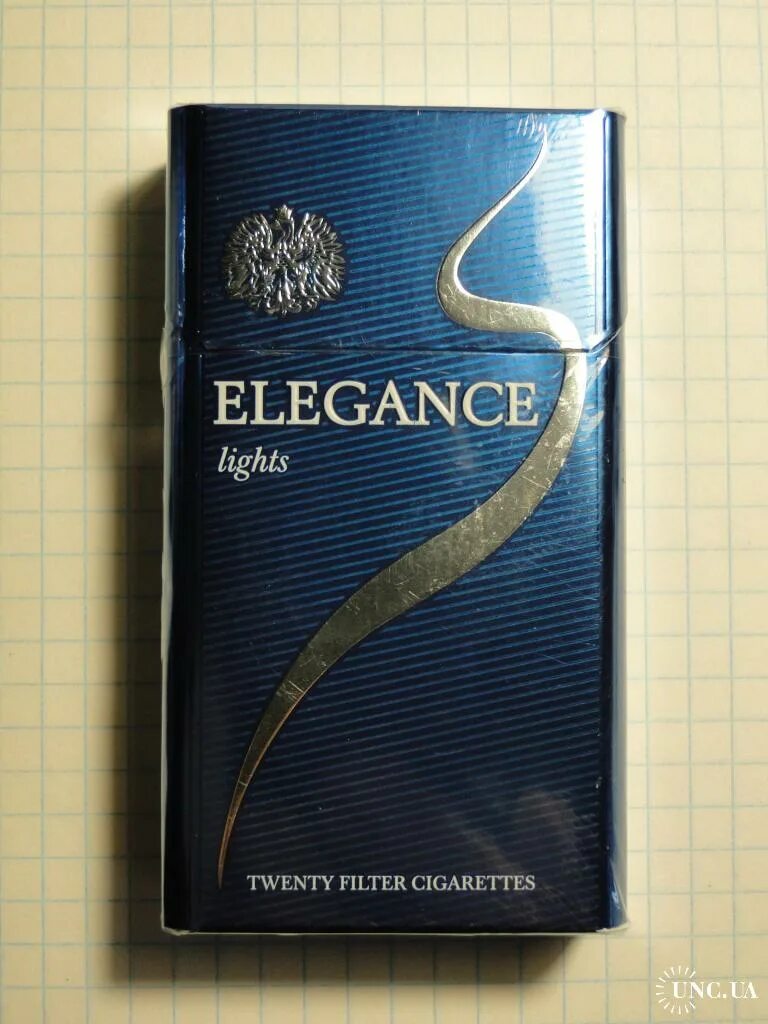 ELEGANCE
lights
TWENTY FILTER CIGARETTES
UNC.UA